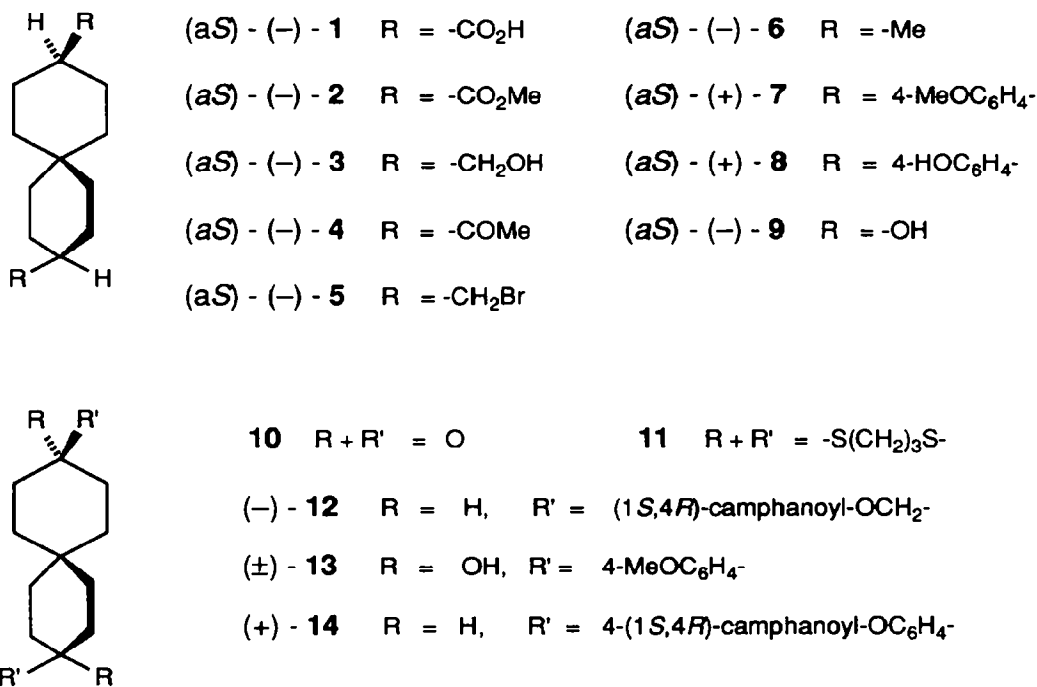 H R
(aS) - (–) - 1 R = -CO₂H (aS) - (–) - 6 R = -Me
(aS) - (–) - 2 R = -CO₂Me (aS) - (+) - 7 R = 4-MeOC₆H₄-
(aS) - (–) - 3 R = -CH₂OH (aS) - (+) - 8 R = 4-HOC₆H₄-
(aS) - (–) - 4 R = -COMe (aS) - (–) - 9 R = -OH
R H
(aS) - (–) - 5 R = -CH₂Br
R R'
10 R + R' = O 11 R + R' = -S(CH₂)₃S-
(–) - 12 R = H, R' = (1S,4R)-camphanoyl-OCH₂-
(±) - 13 R = OH, R' = 4-MeOC₆H₄-
(+) - 14 R = H, R' = 4-(1S,4R)-camphanoyl-OC₆H₄-
R' R